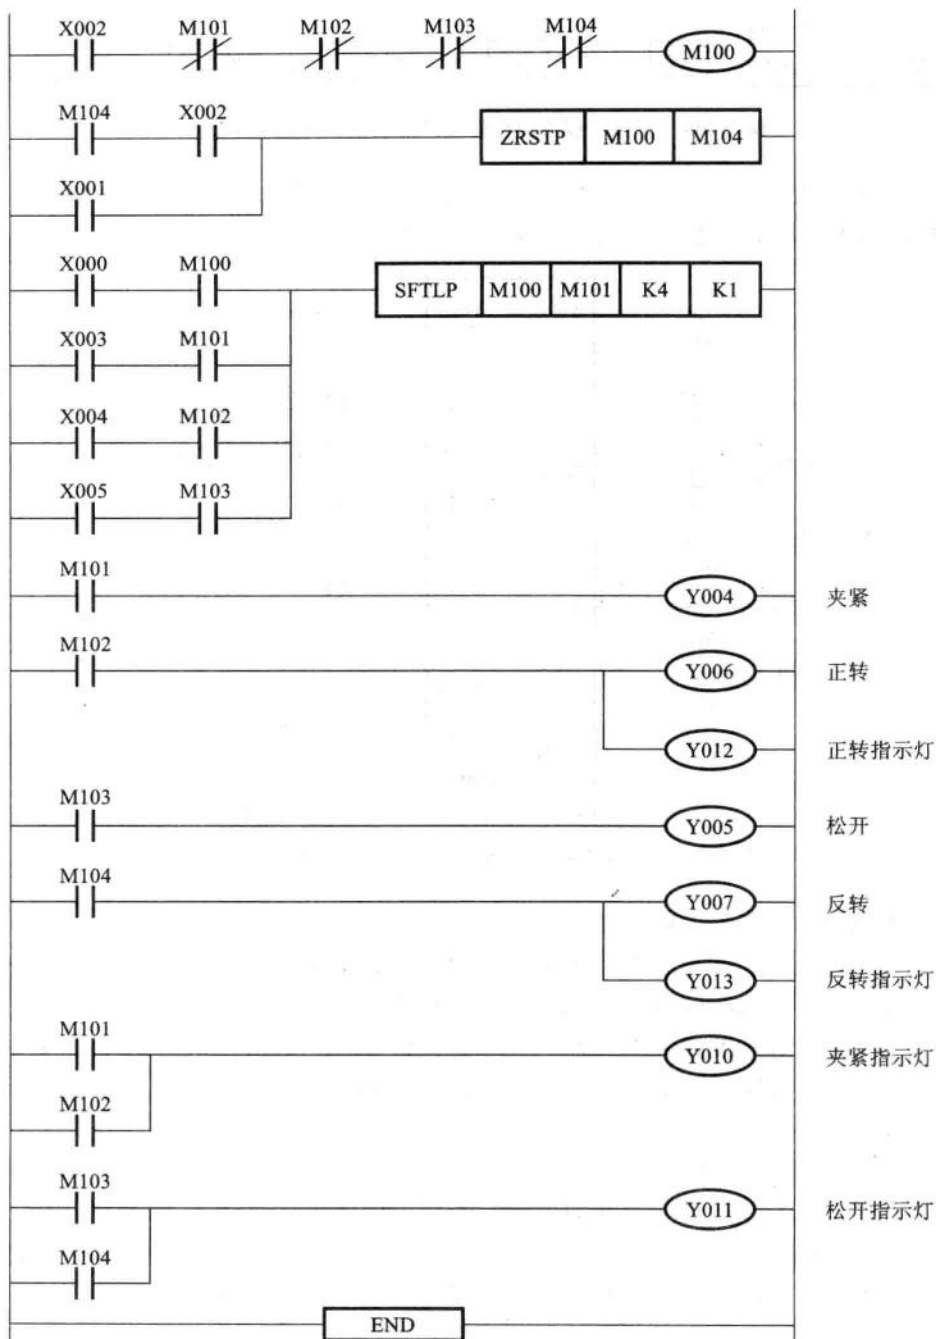 X002 M101 M102 M103 M104
M100
M104 X002
ZRSTP M100 M104
X001
X000 M100
SFTLP M100 M101 K4 K1
X003 M101
X004 M102
X005 M103
M101
Y004 夹紧
M102
Y006 正转
Y012 正转指示灯
M103
Y005 松开
M104
Y007 反转
Y013 反转指示灯
M101
Y010 夹紧指示灯
M102
M103
Y011 松开指示灯
M104
END